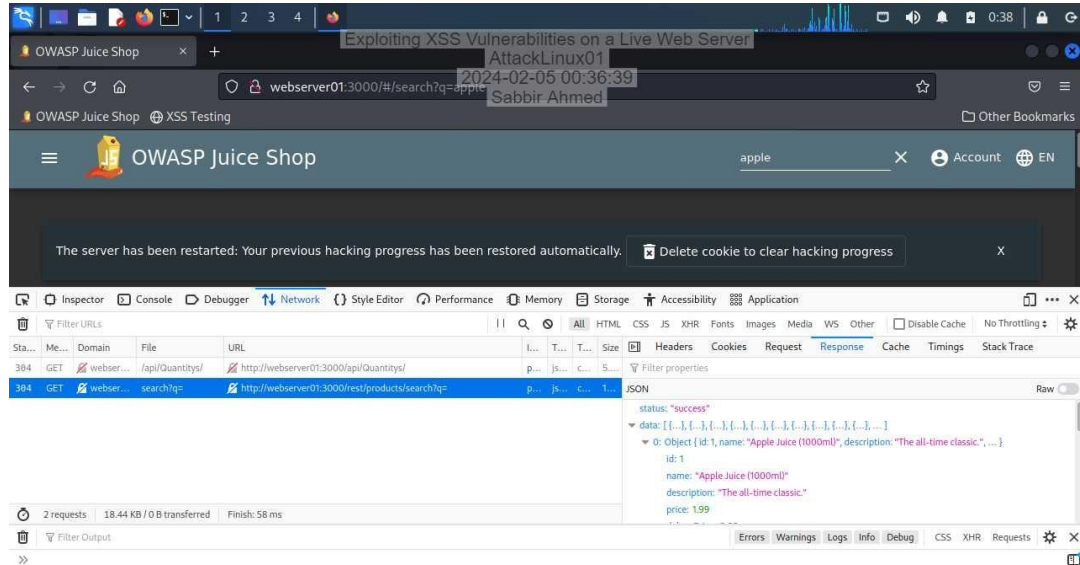 1 2 3 4
0:38
OWASP Juice Shop × +
Exploiting XSS Vulnerabilities on a Live Web Server
AttackLinux01
2024-02-05 00:36:39
Sabbir Ahmed
webserver01:3000/#/search?q=apple
OWASP Juice Shop XSS Testing Other Bookmarks
OWASP Juice Shop apple Account EN
The server has been restarted: Your previous hacking progress has been restored automatically. Delete cookie to clear hacking progress X
Inspector Console Debugger Network {} Style Editor Performance Memory Storage Accessibility Application
Filter URLs All HTML CSS JS XHR Fonts Images Media WS Other Disable Cache No Throttling
Sta... Me... Domain File URL I... T... T... Size Headers Cookies Request Response Cache Timings Stack Trace
304 GET webser... /api/Quantitys/ http://webserver01:3000/api/Quantitys/ p... js... c... 5.... Filter properties
304 GET webser... search?q= http://webserver01:3000/rest/products/search?q= p... js... c... 1... JSON Raw
status: "success"
data: [ {…}, {…}, {…}, {…}, {…}, {…}, {…}, {…}, {…}, {…}, … ]
0: Object { id: 1, name: "Apple Juice (1000ml)", description: "The all-time classic.", … }
id: 1
name: "Apple Juice (1000ml)"
description: "The all-time classic."
price: 1.99
2 requests 18.44 KB / 0 B transferred Finish: 58 ms
Filter Output Errors Warnings Logs Info Debug CSS XHR Requests